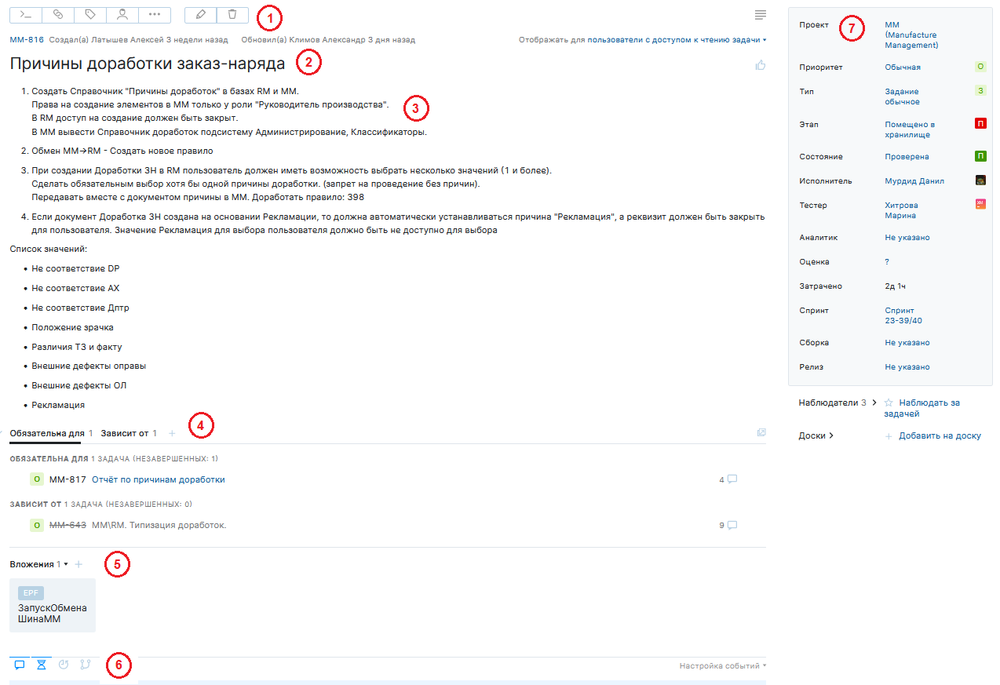 1
ММ-816 Создал(а) Латышев Алексей 3 недели назад Обновил(а) Климов Александр 3 дня назад Отображать для пользователи с доступом к чтению задачи
Причины доработки заказ-наряда 2
1. Создать Справочник "Причины доработок" в базах RM и ММ.
Права на создание элементов в ММ только у роли "Руководитель производства". 3
В RM доступ на создание должен быть закрыт.
В ММ вывести Справочник доработок подсистему Администрирование, Классификаторы.
2. Обмен ММ→RM - Создать новое правило
3. При создании Доработки ЗН в RM пользователь должен иметь возможность выбрать несколько значений (1 и более).
Сделать обязательным выбор хотя бы одной причины доработки. (запрет на проведение без причин).
Передавать вместе с документом причины в ММ. Доработать правило: 398
4. Если документ Доработка ЗН создана на основании Рекламации, то должна автоматически устанавливаться причина "Рекламация", а реквизит должен быть закрыть
для пользователя. Значение Рекламация для выбора пользователя должно быть не доступно для выбора
Список значений:
• Не соответствие DP
• Не соответствие AX
• Не соответствие Дптр
• Положение зрачка
• Различия ТЗ и факту
• Внешние дефекты оправы
• Внешние дефекты ОЛ
• Рекламация
Обязательна для 1 Зависит от 1 + 4
ОБЯЗАТЕЛЬНА ДЛЯ 1 ЗАДАЧА (НЕЗАВЕРШЕННЫХ: 1)
О ММ-817 Отчёт по причинам доработки 4
ЗАВИСИТ ОТ 1 ЗАДАЧА (НЕЗАВЕРШЕННЫХ: 0)
О ММ-643 MM\RM. Типизация доработок. 9
Вложения 1 + 5
EPF
ЗапускОбмена
ШинаММ
6 Настройка событий
Проект 7 ММ
(Manufacture
Management)
Приоритет Обычная О
Тип Задание З
обычное
Этап Помещено в П
хранилище
Состояние Проверена П
Исполнитель Мурдид Данил
Тестер Хитрова ХМ
Марина
Аналитик Не указано
Оценка ?
Затрачено 2д 1ч
Спринт Спринт
23-39/40
Сборка Не указано
Релиз Не указано
Наблюдатели 3 Наблюдать за
задачей
Доски + Добавить на доску